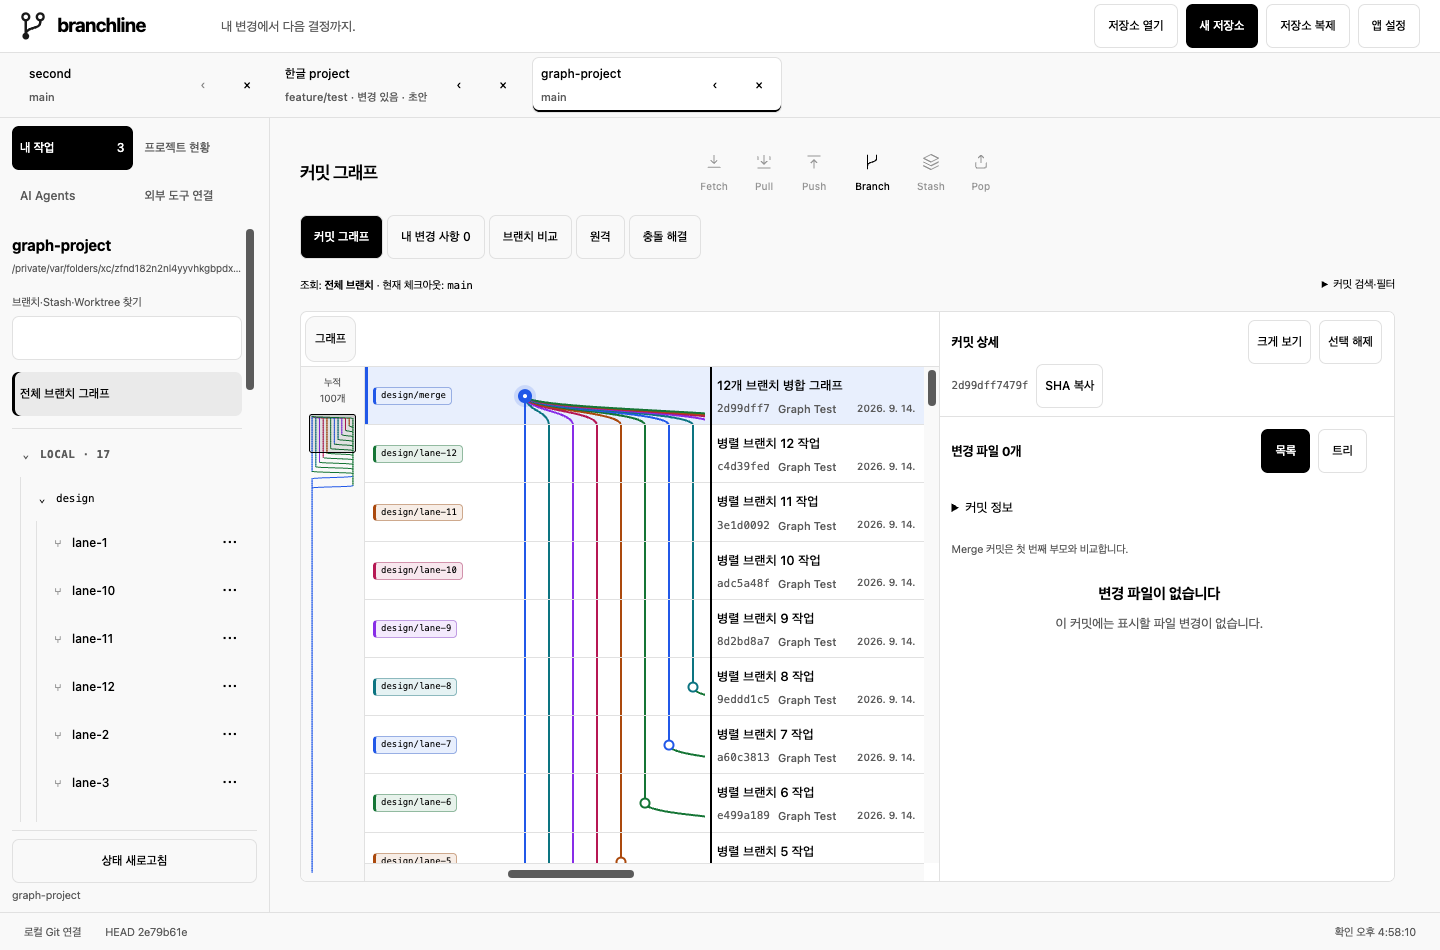 branchline
내 변경에서 다음 결정까지.
저장소 열기
새 저장소
저장소 복제
앱 설정
second
main
한글 project
feature/test · 변경 있음 · 초안
graph-project
main
내 작업 3
프로젝트 현황
AI Agents
외부 도구 연결
graph-project
/private/var/folders/xc/zfnd182n2nl4yyvhkgbpdx...
브랜치·Stash·Worktree 찾기
전체 브랜치 그래프
LOCAL · 17
design
lane-1
lane-10
lane-11
lane-12
lane-2
lane-3
상태 새로고침
graph-project
커밋 그래프
Fetch
Pull
Push
Branch
Stash
Pop
커밋 그래프
내 변경 사항 0
브랜치 비교
원격
충돌 해결
조회: 전체 브랜치 · 현재 체크아웃: main
커밋 검색·필터
그래프
누적
100개
design/merge
12개 브랜치 병합 그래프
2d99dff7 Graph Test 2026. 9. 14.
design/lane-12
병렬 브랜치 12 작업
c4d39fed Graph Test 2026. 9. 14.
design/lane-11
병렬 브랜치 11 작업
3e1d0092 Graph Test 2026. 9. 14.
design/lane-10
병렬 브랜치 10 작업
adc5a48f Graph Test 2026. 9. 14.
design/lane-9
병렬 브랜치 9 작업
8d2bd8a7 Graph Test 2026. 9. 14.
design/lane-8
병렬 브랜치 8 작업
9eddd1c5 Graph Test 2026. 9. 14.
design/lane-7
병렬 브랜치 7 작업
a60c3813 Graph Test 2026. 9. 14.
design/lane-6
병렬 브랜치 6 작업
e499a189 Graph Test 2026. 9. 14.
design/lane-5
병렬 브랜치 5 작업
커밋 상세
크게 보기
선택 해제
2d99dff7479f
SHA 복사
변경 파일 0개
목록
트리
커밋 정보
Merge 커밋은 첫 번째 부모와 비교합니다.
변경 파일이 없습니다
이 커밋에는 표시할 파일 변경이 없습니다.
로컬 Git 연결
HEAD 2e79b61e
확인 오후 4:58:10